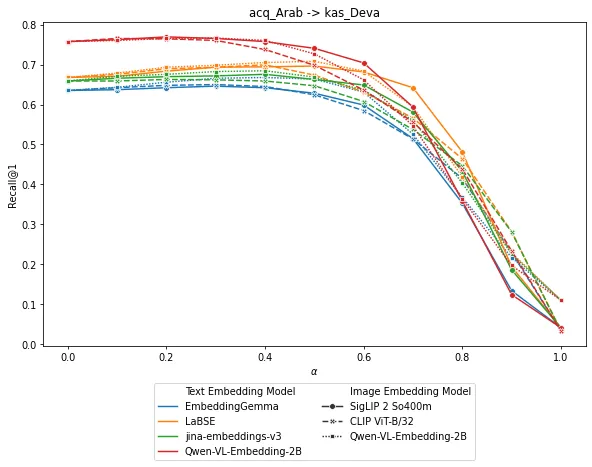 acq_Arab -> kas_Deva
Recall@1
0.8
0.7
0.6
0.5
0.4
0.3
0.2
0.1
0.0
0.0 0.2 0.4 0.6 0.8 1.0
α
Text Embedding Model
EmbeddingGemma
LaBSE
jina-embeddings-v3
Qwen-VL-Embedding-2B
Image Embedding Model
SigLIP 2 So400m
CLIP ViT-B/32
Qwen-VL-Embedding-2B